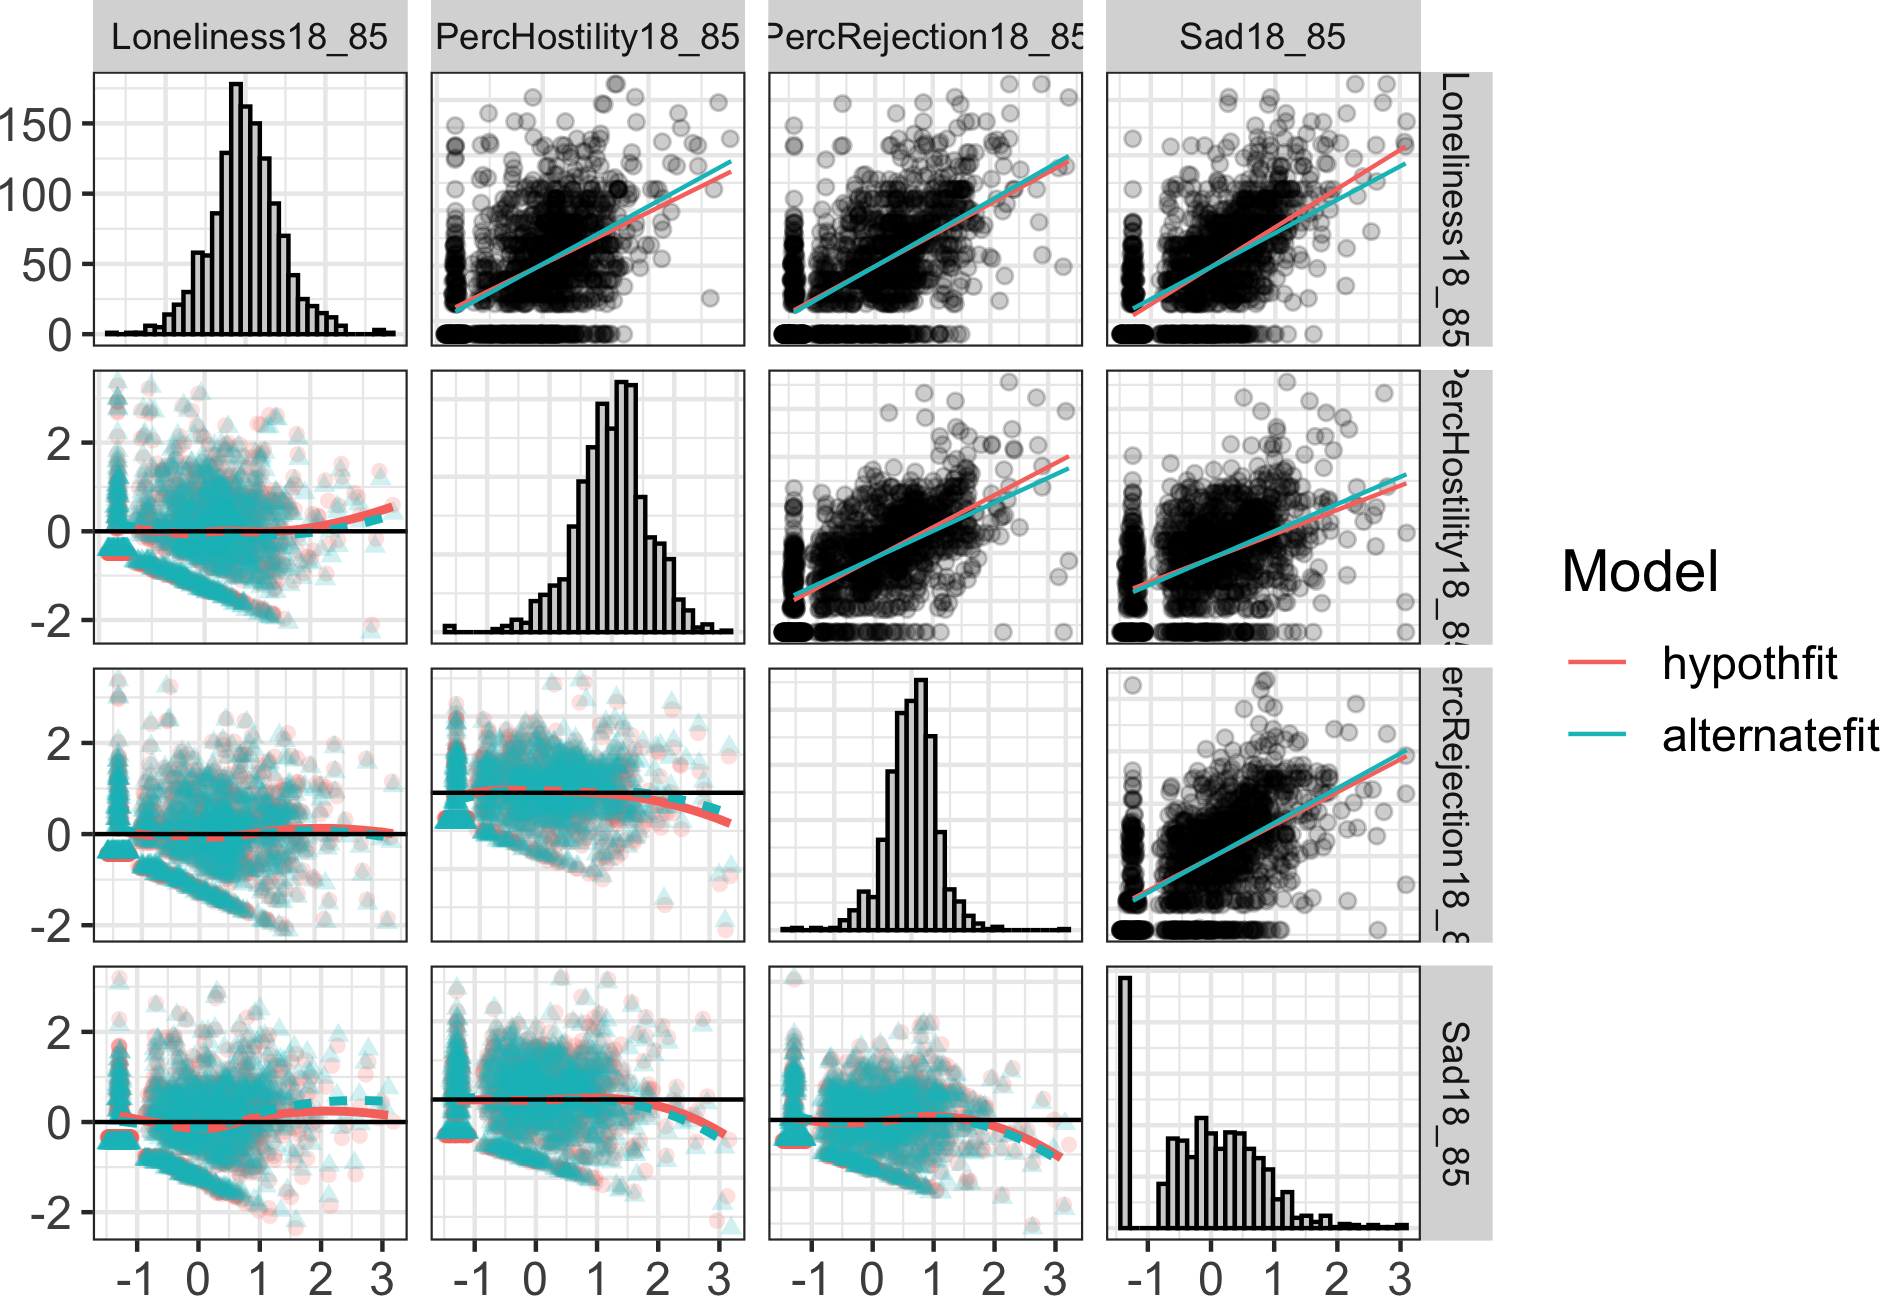 Loneliness18_85 PercHostility18_85 PercRejection18_85 Sad18_85
150
100
50
0
Loneliness18_85
2
0
-2
PercHostility18_85
2
0
-2
ercRejection18_8
2
0
-2
Sad18_85
-1 0 1 2 3 -1 0 1 2 3 -1 0 1 2 3 -1 0 1 2 3
Model
hypothfit
alternatefit